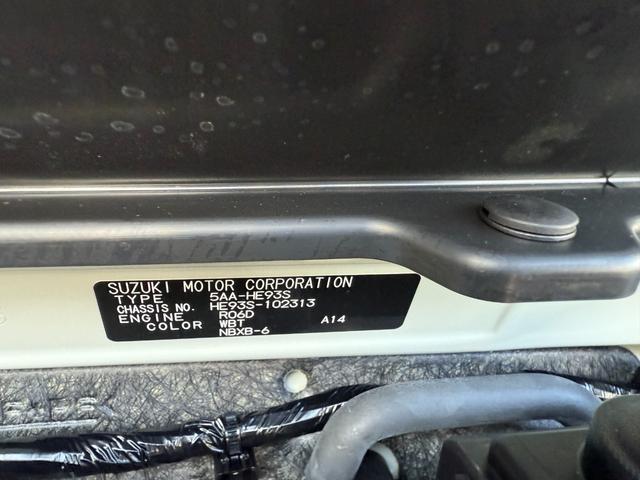 SUZUKI MOTOR CORPORATION
TYPE 5AA-HE93S
CHASSIS NO. HE93S-102313
ENGINE R06D A14
COLOR WBT
NBXB-6